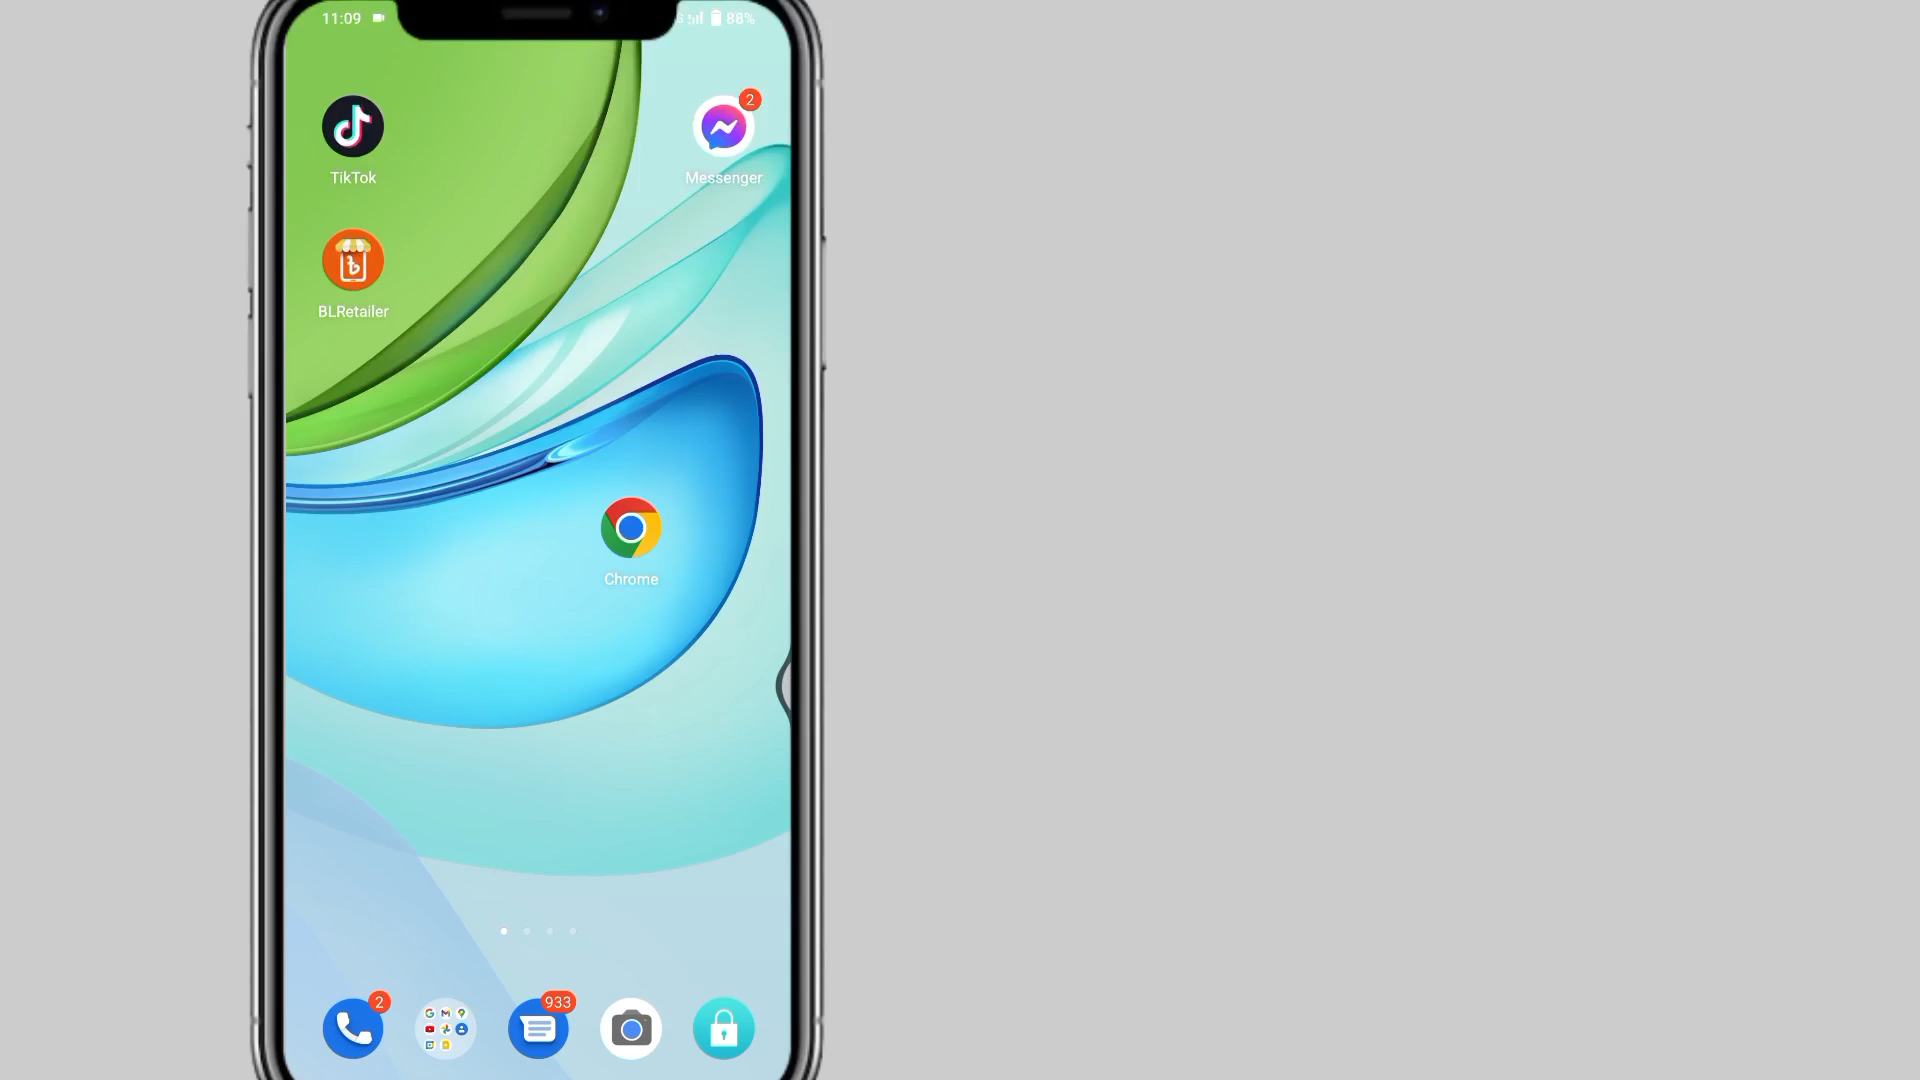 11:09
88%
2
TikTok
Messenger
BLRetailer
Chrome
2
933